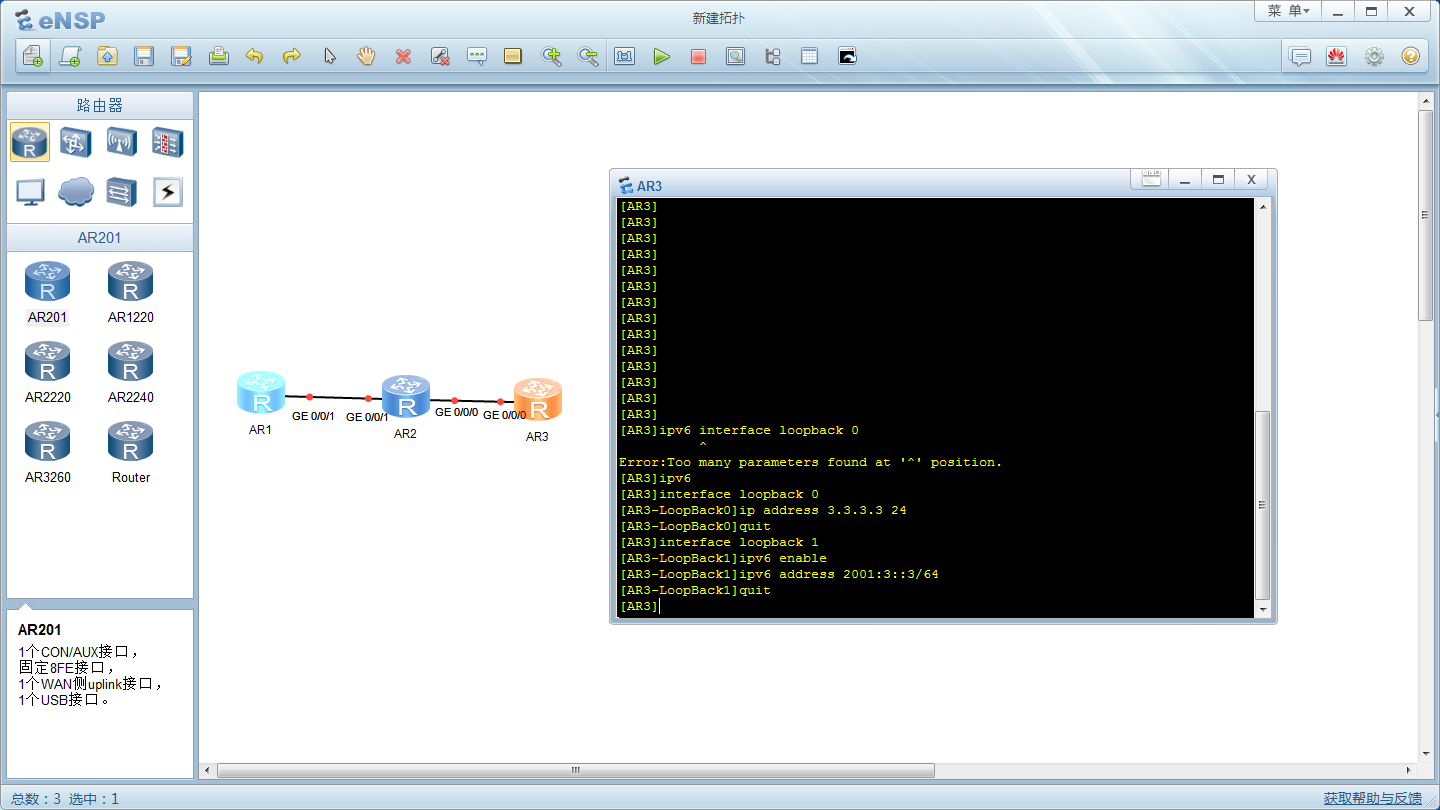 eNSP
新建拓扑
菜 单
路由器
AR201
AR201
AR1220
AR2220
AR2240
AR3260
Router
AR201
1个CON/AUX接口，
固定8FE接口，
1个WAN侧uplink接口，
1个USB接口。
GE 0/0/1
GE 0/0/1
GE 0/0/0
GE 0/0/0
AR1
AR2
AR3
AR3
[AR3]
[AR3]
[AR3]
[AR3]
[AR3]
[AR3]
[AR3]
[AR3]
[AR3]
[AR3]
[AR3]
[AR3]
[AR3]
[AR3]
[AR3]ipv6 interface loopback 0
^
Error:Too many parameters found at '^' position.
[AR3]ipv6
[AR3]interface loopback 0
[AR3-LoopBack0]ip address 3.3.3.3 24
[AR3-LoopBack0]quit
[AR3]interface loopback 1
[AR3-LoopBack1]ipv6 enable
[AR3-LoopBack1]ipv6 address 2001:3::3/64
[AR3-LoopBack1]quit
[AR3]
总数：3 选中：1
获取帮助与反馈